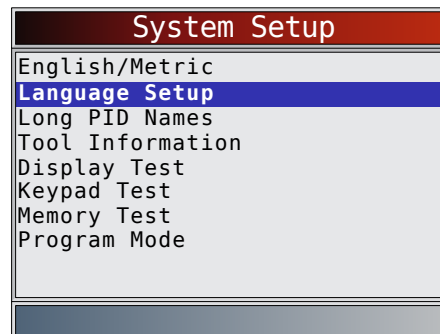 System Setup
English/Metric
Language Setup
Long PID Names
Tool Information
Display Test
Keypad Test
Memory Test
Program Mode